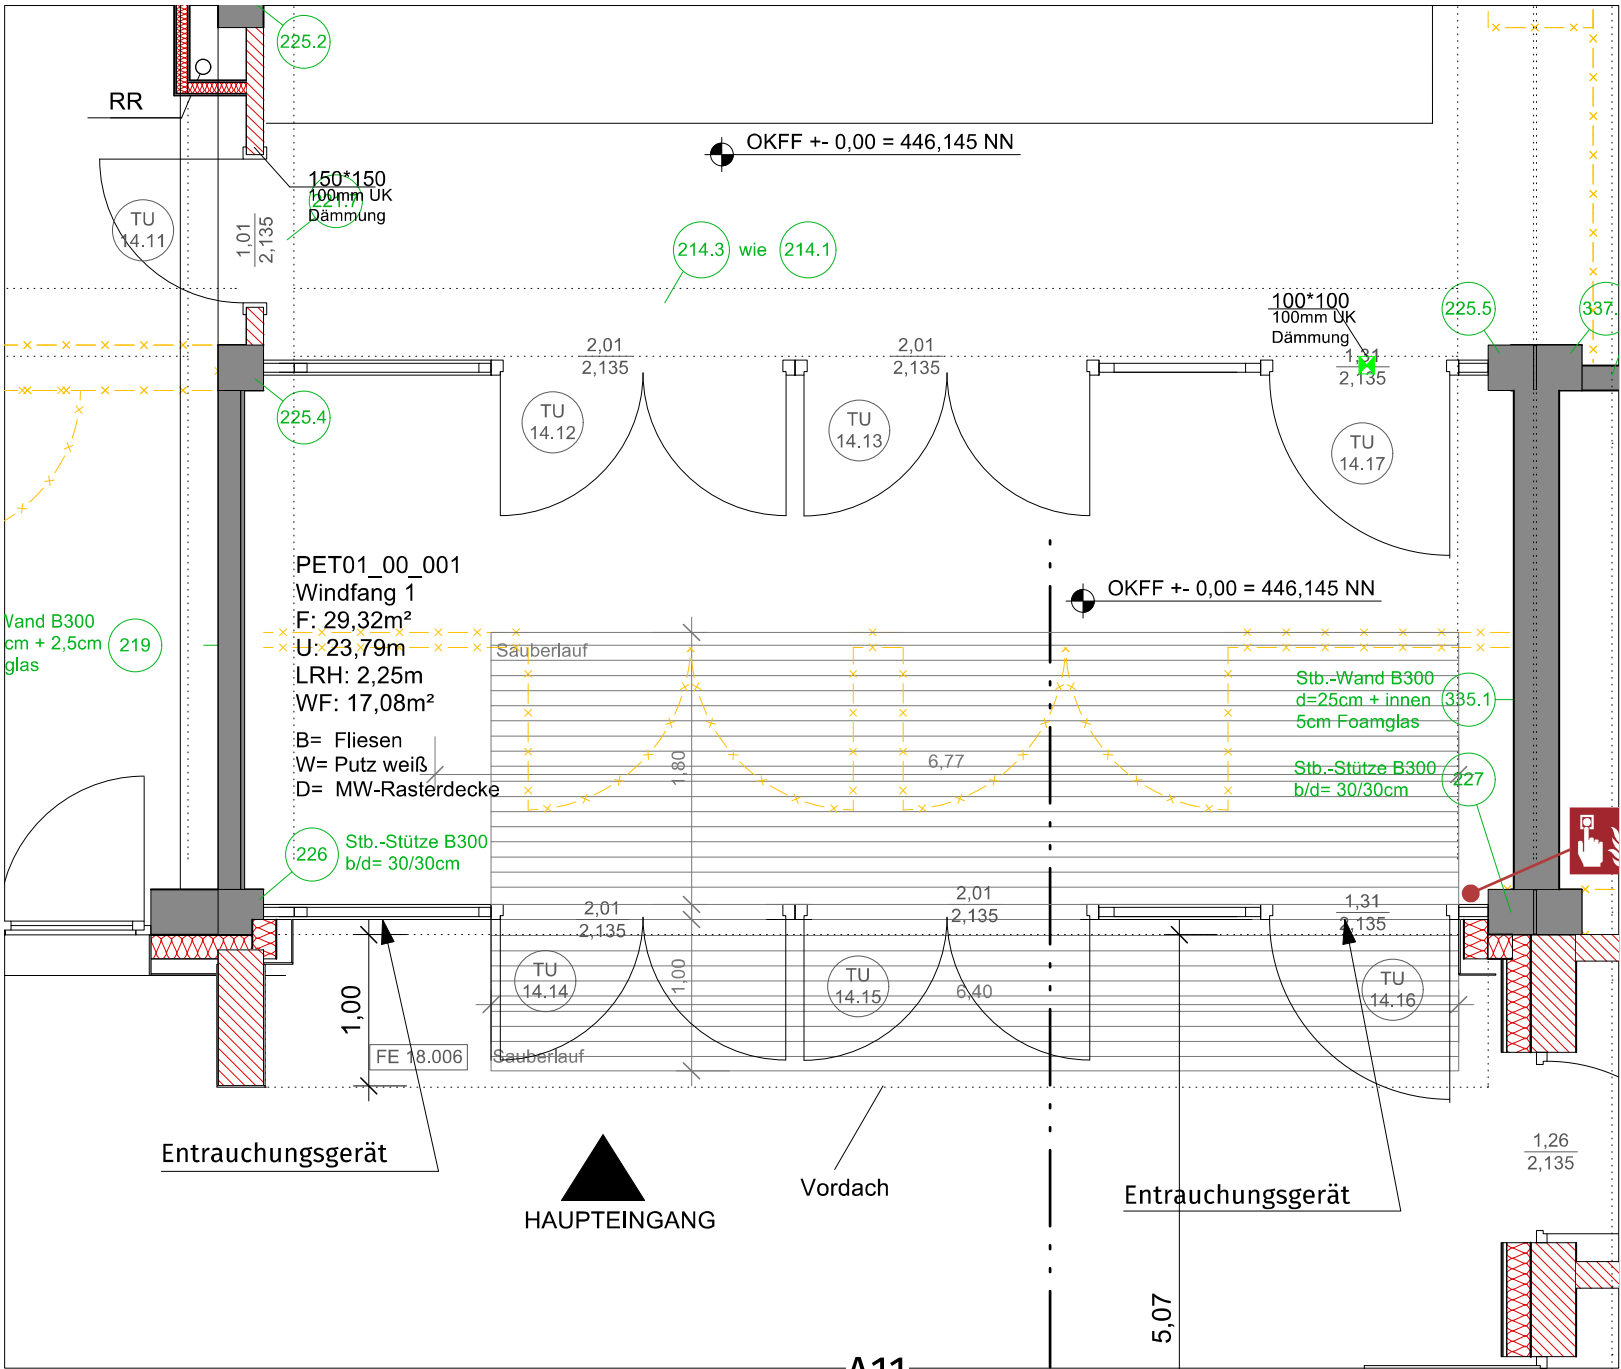 225.2
RR
OKFF +- 0,00 = 446,145 NN
150*150
100mm UK
Dämmung
221.7
TU
14.11
1,01
2,135
214.3 wie 214.1
100*100
100mm UK
Dämmung
225.5
337.
2,01
2,135
2,01
2,135
1,31
2,135
225.4
TU
14.12
TU
14.13
TU
14.17
PET01_00_001
Windfang 1
F: 29,32m²
U: 23,79m
LRH: 2,25m
WF: 17,08m²
B= Fliesen
W= Putz weiß
D= MW-Rasterdecke
OKFF +- 0,00 = 446,145 NN
Wand B300
cm + 2,5cm
glas
219
Sauberlauf
Stb.-Wand B300
d=25cm + innen
5cm Foamglas
335.1
6,77
1,80
Stb.-Stütze B300
b/d= 30/30cm
227
226
Stb.-Stütze B300
b/d= 30/30cm
2,01
2,135
2,01
2,135
1,31
2,135
TU
14.14
TU
14.15
TU
14.16
1,00
6,40
1,00
FE 18.006
Sauberlauf
Entrauchungsgerät
HAUPTEINGANG
Vordach
Entrauchungsgerät
1,26
2,135
5,07
A11